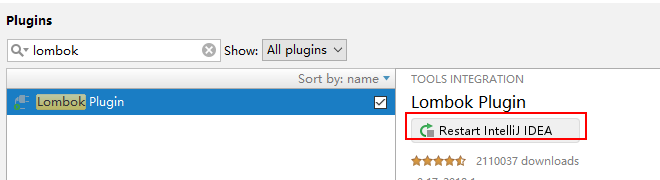 Plugins
lombok
Show: All plugins
Sort by: name
Lombok Plugin
TOOLS INTEGRATION
Lombok Plugin
Restart IntelliJ IDEA
2110037 downloads